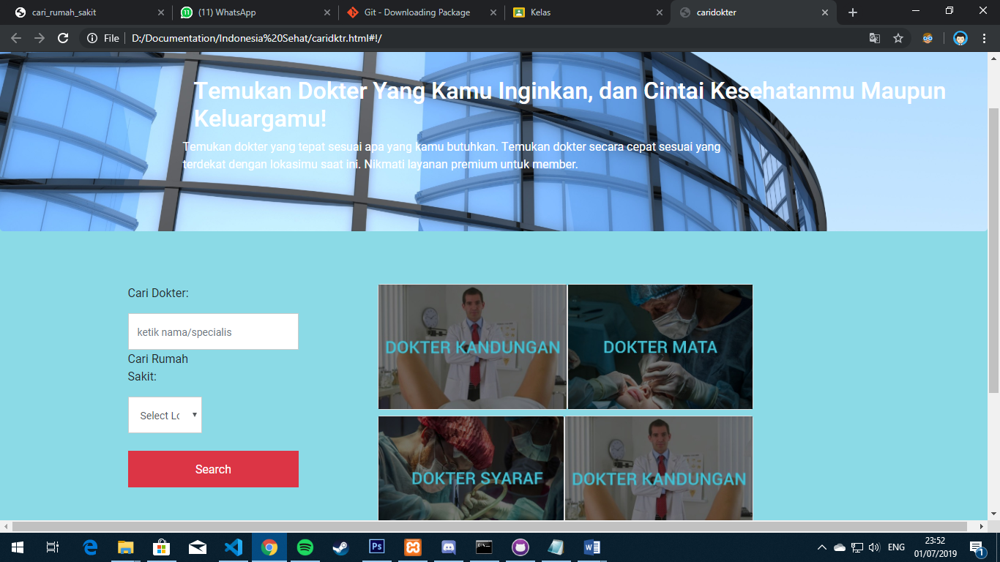 cari_rumah_sakit
(11) WhatsApp
Git - Downloading Package
Kelas
caridokter
File
D:/Documentation/Indonesia%20Sehat/caridktr.html#!/
Temukan Dokter Yang Kamu Inginkan, dan Cintai Kesehatanmu Maupun
Keluargamu!
Temukan dokter yang tepat sesuai apa yang kamu butuhkan. Temukan dokter secara cepat sesuai yang
terdekat dengan lokasimu saat ini. Nikmati layanan premium untuk member.
Cari Dokter:
ketik nama/specialis
Cari Rumah
Sakit:
Select Lo
Search
DOKTER KANDUNGAN
DOKTER MATA
DOKTER SYARAF
DOKTER KANDUNGAN
Ps
ENG
23:52
01/07/2019
1